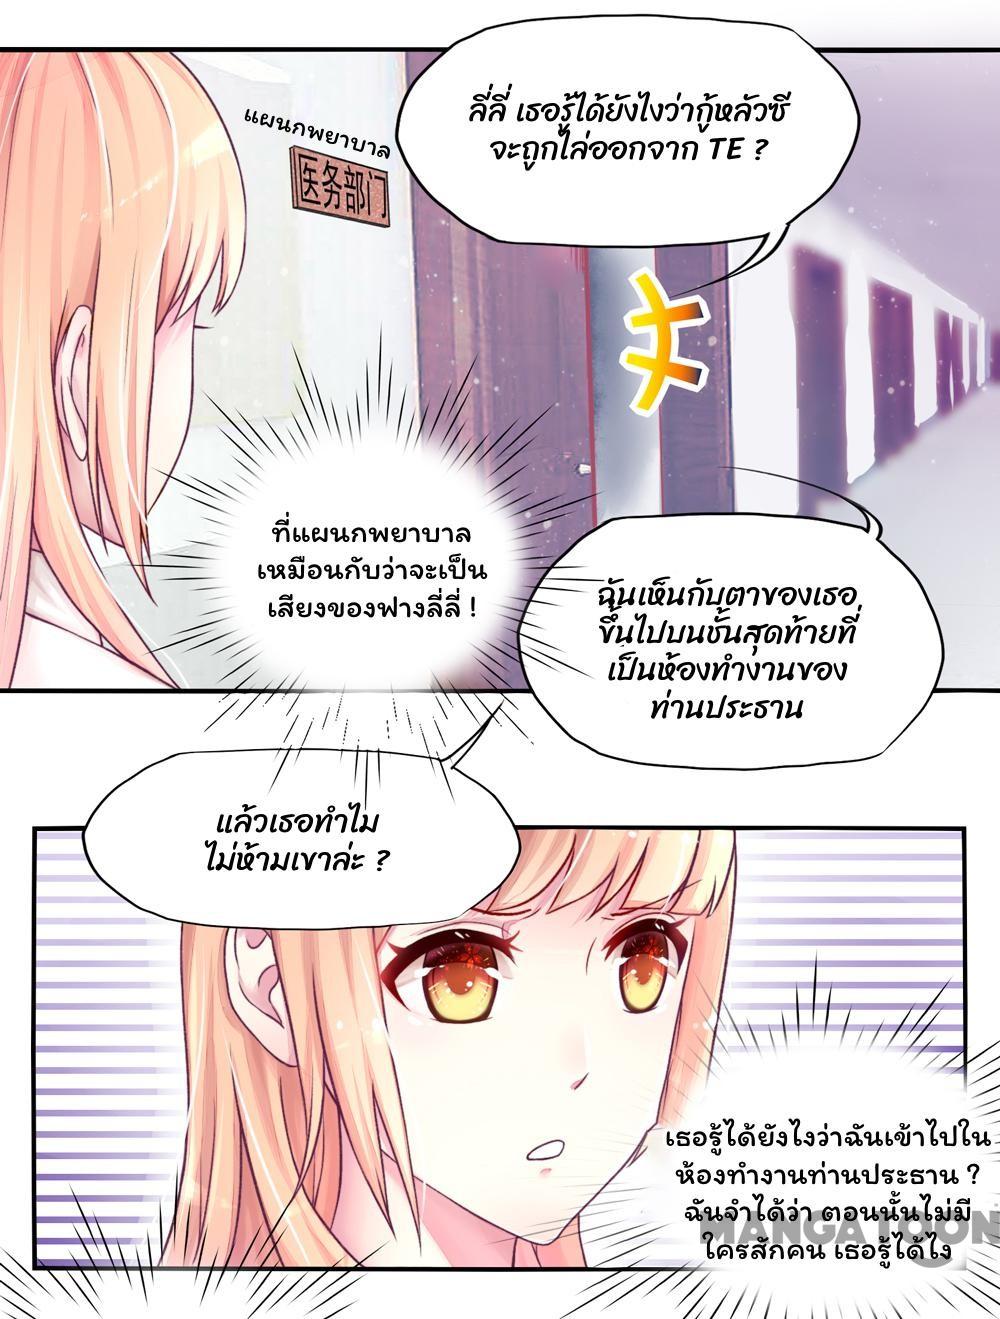 ลี่ลี่ เธอรู้ได้ยังไงว่ากู้หลัวซี
จะถูกไล่ออกจาก TE ?
แผนกพยาบาล
医务部门
ที่แผนกพยาบาล
เหมือนกับว่าจะเป็น
เสียงของฟางลี่ลี่ !
ฉันเห็นกับตาของเธอ
ขึ้นไปบนชั้นสุดท้ายที่
เป็นห้องทำงานของ
ท่านประธาน
แล้วเธอทำไม
ไม่ห้ามเขาล่ะ ?
เธอรู้ได้ยังไงว่าฉันเข้าไปใน
ห้องทำงานท่านประธาน ?
ฉันจำได้ว่า ตอนนั้นไม่มี
ใครสักคน เธอรู้ได้ไง
MANGA TOON